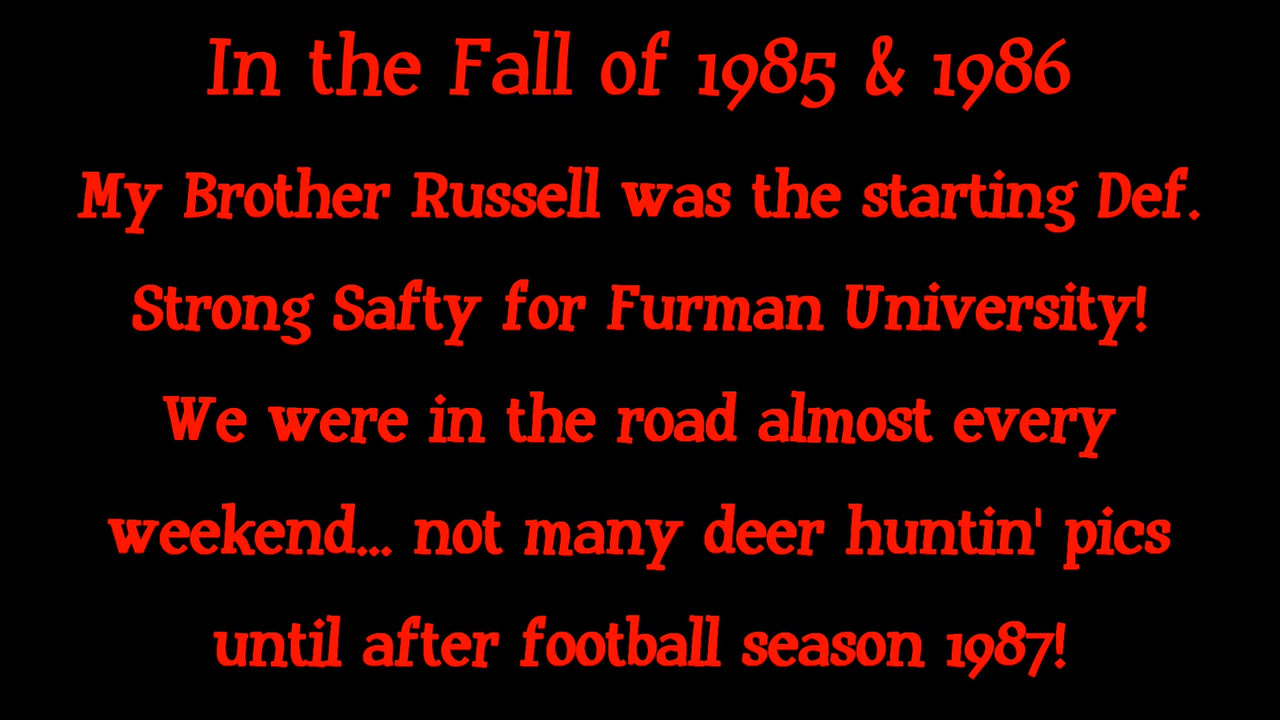 In the Fall of 1985 & 1986
My Brother Russell was the starting Def.
Strong Safty for Furman University!
We were in the road almost every
weekend... not many deer huntin' pics
until after football season 1987!